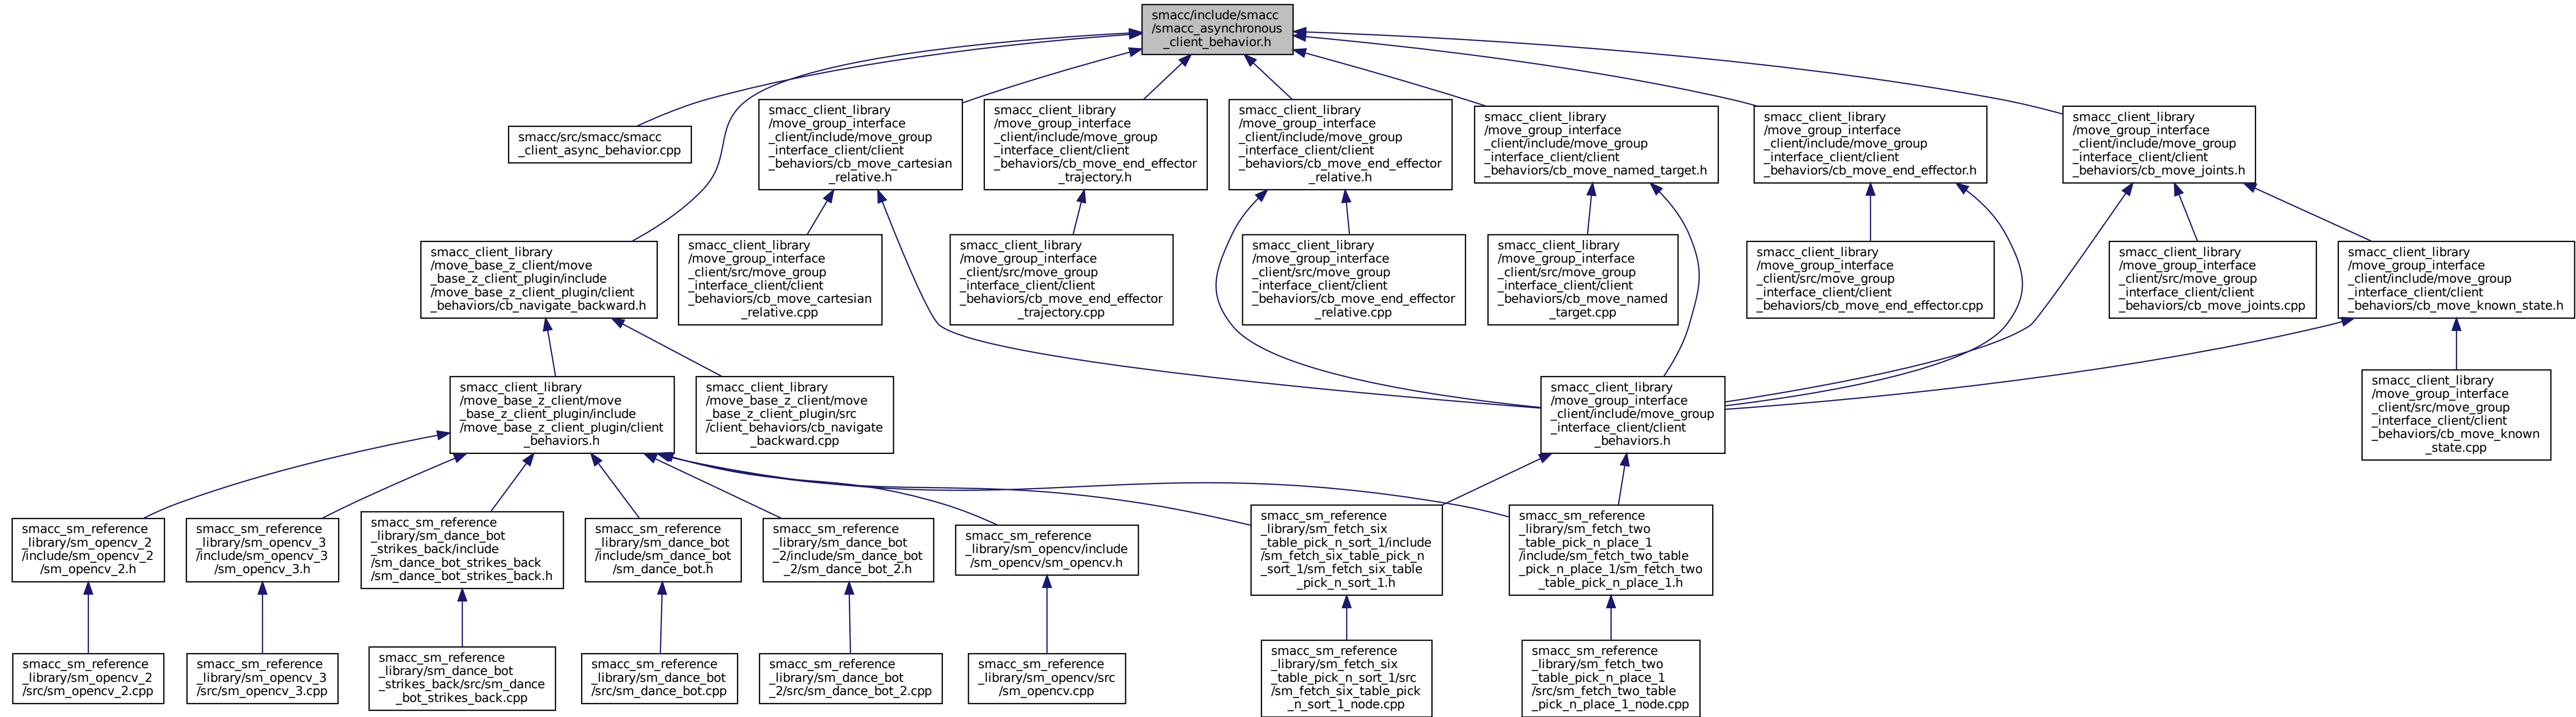 smacc/include/smacc
/smacc_asynchronous
_client_behavior.h
smacc/src/smacc/smacc
_client_async_behavior.cpp
smacc_client_library
/move_group_interface
_client/include/move_group
_interface_client/client
_behaviors/cb_move_cartesian
_relative.h
smacc_client_library
/move_group_interface
_client/include/move_group
_interface_client/client
_behaviors/cb_move_end_effector
_trajectory.h
smacc_client_library
/move_group_interface
_client/include/move_group
_interface_client/client
_behaviors/cb_move_end_effector
_relative.h
smacc_client_library
/move_group_interface
_client/include/move_group
_interface_client/client
_behaviors/cb_move_named_target.h
smacc_client_library
/move_group_interface
_client/include/move_group
_interface_client/client
_behaviors/cb_move_end_effector.h
smacc_client_library
/move_group_interface
_client/include/move_group
_interface_client/client
_behaviors/cb_move_joints.h
smacc_client_library
/move_base_z_client/move
_base_z_client_plugin/include
/move_base_z_client_plugin/client
_behaviors/cb_navigate_backward.h
smacc_client_library
/move_group_interface
_client/src/move_group
_interface_client/client
_behaviors/cb_move_cartesian
_relative.cpp
smacc_client_library
/move_group_interface
_client/src/move_group
_interface_client/client
_behaviors/cb_move_end_effector
_trajectory.cpp
smacc_client_library
/move_group_interface
_client/src/move_group
_interface_client/client
_behaviors/cb_move_end_effector
_relative.cpp
smacc_client_library
/move_group_interface
_client/src/move_group
_interface_client/client
_behaviors/cb_move_named
_target.cpp
smacc_client_library
/move_group_interface
_client/src/move_group
_interface_client/client
_behaviors/cb_move_end_effector.cpp
smacc_client_library
/move_group_interface
_client/src/move_group
_interface_client/client
_behaviors/cb_move_joints.cpp
smacc_client_library
/move_group_interface
_client/include/move_group
_interface_client/client
_behaviors/cb_move_known_state.h
smacc_client_library
/move_base_z_client/move
_base_z_client_plugin/include
/move_base_z_client_plugin/client
_behaviors.h
smacc_client_library
/move_base_z_client/move
_base_z_client_plugin/src
/client_behaviors/cb_navigate
_backward.cpp
smacc_client_library
/move_group_interface
_client/include/move_group
_interface_client/client
_behaviors.h
smacc_client_library
/move_group_interface
_client/src/move_group
_interface_client/client
_behaviors/cb_move_known
_state.cpp
smacc_sm_reference
_library/sm_opencv_2
/include/sm_opencv_2
/sm_opencv_2.h
smacc_sm_reference
_library/sm_opencv_3
/include/sm_opencv_3
/sm_opencv_3.h
smacc_sm_reference
_library/sm_dance_bot
_strikes_back/include
/sm_dance_bot_strikes_back
/sm_dance_bot_strikes_back.h
smacc_sm_reference
_library/sm_dance_bot
/include/sm_dance_bot
/sm_dance_bot.h
smacc_sm_reference
_library/sm_dance_bot
_2/include/sm_dance_bot
_2/sm_dance_bot_2.h
smacc_sm_reference
_library/sm_opencv/include
/sm_opencv/sm_opencv.h
smacc_sm_reference
_library/sm_fetch_six
_table_pick_n_sort_1/include
/sm_fetch_six_table_pick_n
_sort_1/sm_fetch_six_table
_pick_n_sort_1.h
smacc_sm_reference
_library/sm_fetch_two
_table_pick_n_place_1
/include/sm_fetch_two_table
_pick_n_place_1/sm_fetch_two
_table_pick_n_place_1.h
smacc_sm_reference
_library/sm_opencv_2
/src/sm_opencv_2.cpp
smacc_sm_reference
_library/sm_opencv_3
/src/sm_opencv_3.cpp
smacc_sm_reference
_library/sm_dance_bot
_strikes_back/src/sm_dance
_bot_strikes_back.cpp
smacc_sm_reference
_library/sm_dance_bot
/src/sm_dance_bot.cpp
smacc_sm_reference
_library/sm_dance_bot
_2/src/sm_dance_bot_2.cpp
smacc_sm_reference
_library/sm_opencv/src
/sm_opencv.cpp
smacc_sm_reference
_library/sm_fetch_six
_table_pick_n_sort_1/src
/sm_fetch_six_table_pick
_n_sort_1_node.cpp
smacc_sm_reference
_library/sm_fetch_two
_table_pick_n_place_1
/src/sm_fetch_two_table
_pick_n_place_1_node.cpp